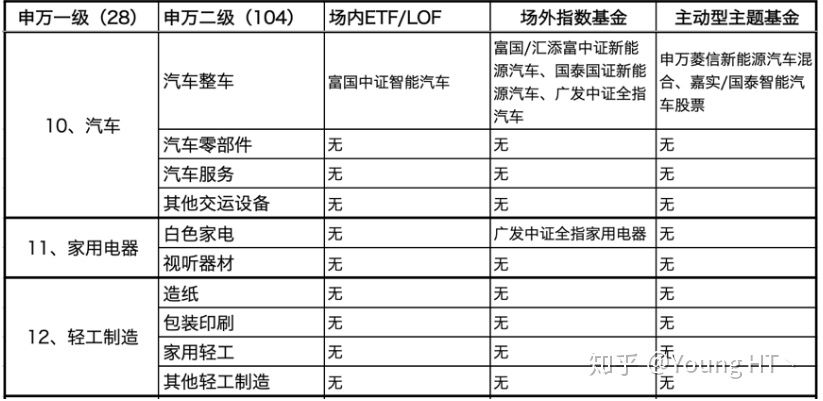 申万一级（28） 申万二级（104） 场内ETF/LOF 场外指数基金 主动型主题基金
10、汽车
汽车整车
富国中证智能汽车
富国/汇添富中证新能
源汽车、国泰国证新能
源汽车、广发中证全指
汽车
申万菱信新能源汽车混
合、嘉实/国泰智能汽
车股票
汽车零部件 无 无 无
汽车服务 无 无 无
其他交运设备 无 无 无
11、家用电器
白色家电 无 广发中证全指家用电器 无
视听器材 无 无 无
12、轻工制造
造纸 无 无 无
包装印刷 无 无 无
家用轻工 无 无 无
其他轻工制造 无 无 无
知乎 @Young HT